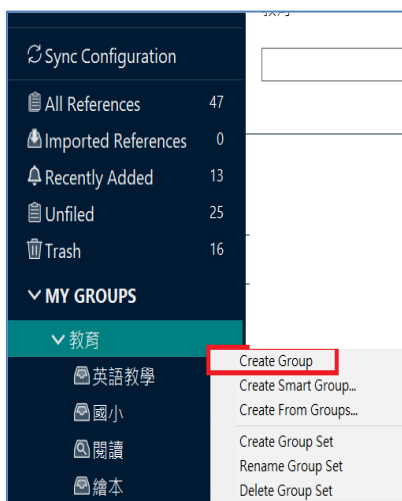 Sync Configuration
All References 47
Imported References 0
Recently Added 13
Unfiled 25
Trash 16
MY GROUPS
教育
英語教學
國小
閱讀
繪本
Create Group
Create Smart Group...
Create From Groups...
Create Group Set
Rename Group Set
Delete Group Set